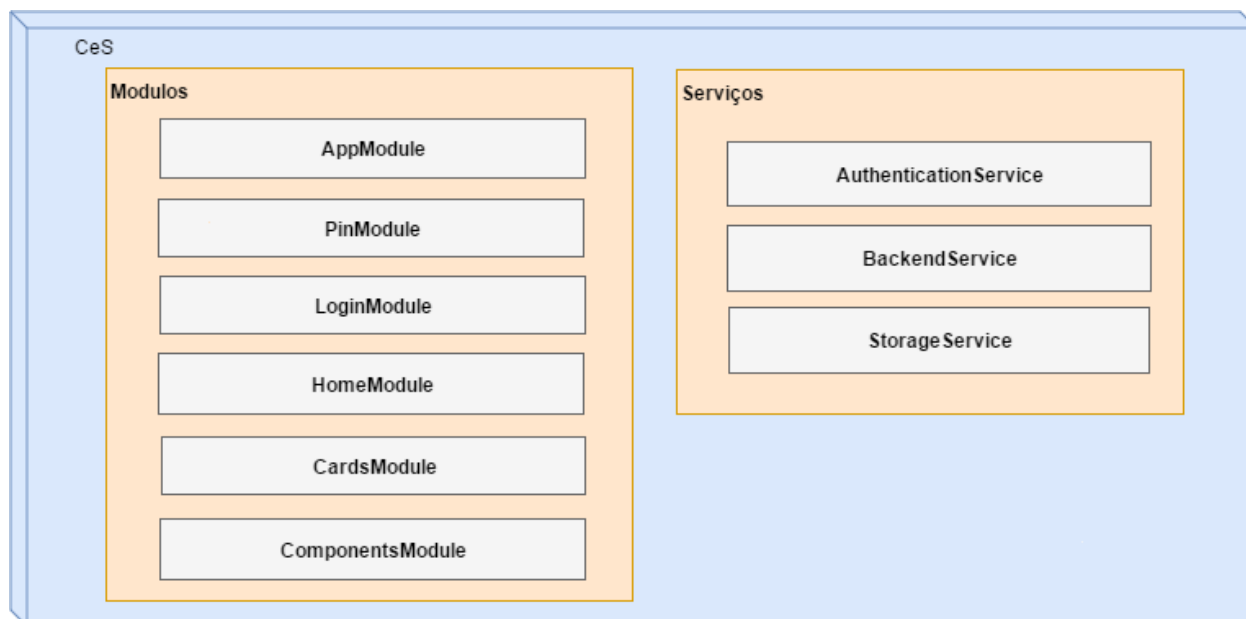 CeS
Modulos
AppModule
PinModule
LoginModule
HomeModule
CardsModule
ComponentsModule
Serviços
AuthenticationService
BackendService
StorageService